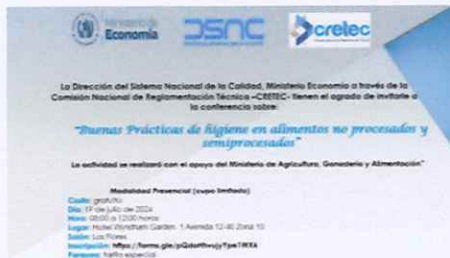 Ministerio de
Economía
DSNC
cretec
La Dirección del Sistema Nacional de la Calidad, Ministerio Economía a través de la
Comisión Nacional de Reglamentación Técnica –CRETEC- tienen el agrado de invitarle a
la conferencia sobre:
"Buenas Prácticas de higiene en alimentos no procesados y
semiprocesados"
La actividad se realizará con el apoyo del Ministerio de Agricultura, Ganadería y Alimentación"
Modalidad Presencial (cupo limitado)
Costo: gratuito
Día: 19 de julio de 2024
Hora: 08:00 a 12:00 horas
Lugar: Hotel Wyndham Garden. 1 Avenida 12-40 Zona 10
Salón: Las Flores
Inscripción: https://forms.gle/
Parqueo: tarifa especial